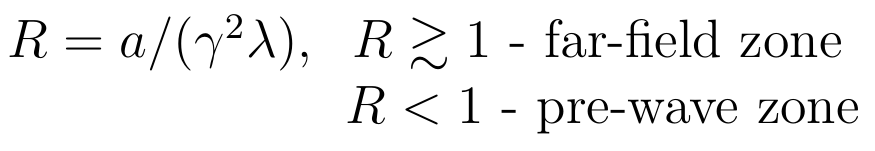 R = a/(γ²λ), R ≳ 1 - far-field zone
R < 1 - pre-wave zone